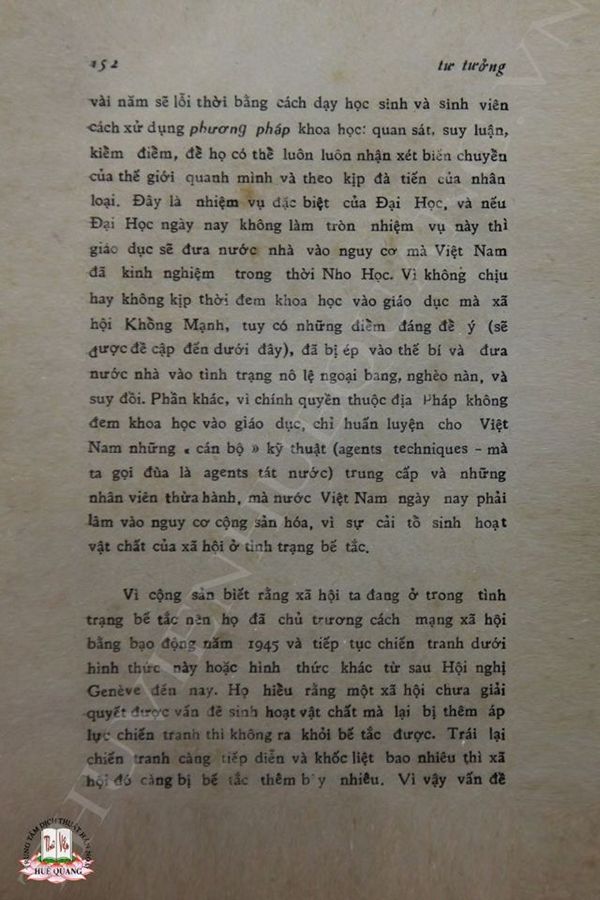 152 tư tưởng
vài năm sẽ lỗi thời bằng cách dạy học sinh và sinh viên
cách xử dụng phương pháp khoa học: quan sát, suy luận,
kiểm điểm, để họ có thể luôn luôn nhận xét biến chuyển
của thế giới quanh mình và theo kịp đà tiến của nhân
loại. Đây là nhiệm vụ đặc biệt của Đại Học, và nếu
Đại Học ngày nay không làm tròn nhiệm vụ này thì
giáo dục sẽ đưa nước nhà vào nguy cơ mà Việt Nam
đã kinh nghiệm trong thời Nho Học. Vì không chịu
hay không kịp thời đem khoa học vào giáo dục mà xã
hội Khổng Mạnh, tuy có những điểm đáng để ý (sẽ
được đề cập đến dưới đây), đã bị ép vào thế bí và đưa
nước nhà vào tình trạng nô lệ ngoại bang, nghèo nàn, và
suy đồi. Phần khác, vì chính quyền thuộc địa Pháp không
đem khoa học vào giáo dục, chỉ huấn luyện cho Việt
Nam những « cán bộ » kỹ thuật (agents techniques - mà
ta gọi đùa là agents tát nước) trung cấp và những
nhân viên thừa hành, mà nước Việt Nam ngày nay phải
lâm vào nguy cơ cộng sản hóa, vì sự cải tổ sinh hoạt
vật chất của xã hội ở tình trạng bế tắc.
Vì cộng sản biết rằng xã hội ta đang ở trong tình
trạng bế tắc nên họ đã chủ trương cách mạng xã hội
bằng bạo động năm 1945 và tiếp tục chiến tranh dưới
hình thức này hoặc hình thức khác từ sau Hội nghị
Genève đến nay. Họ hiểu rằng một xã hội chưa giải
quyết được vấn đề sinh hoạt vật chất mà lại bị thêm áp
lực chiến tranh thì không ra khỏi bế tắc được. Trái lại
chiến tranh càng tiếp diễn và khốc liệt bao nhiêu thì xã
hội đó càng bị bế tắc thêm bấy nhiêu. Vì vậy vấn đề
TRUNG TÂM DỊCH THUẬT HÁN NÔM
HUỆ QUANG